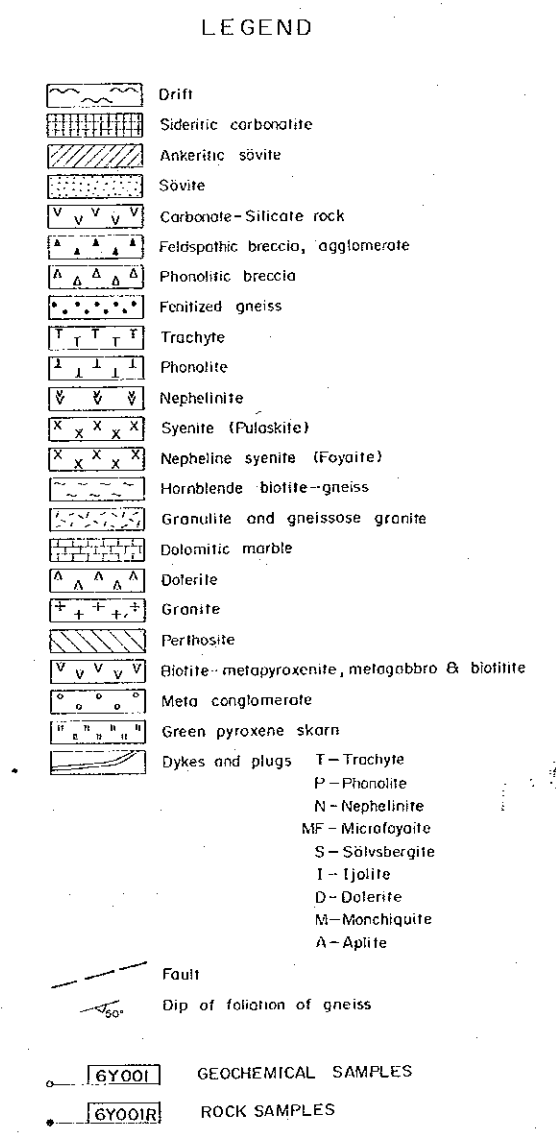 LEGEND
Drift
Sideritic carbonatite
Ankeritic sövite
Sövite
Carbonate-Silicate rock
Feldspathic breccia, agglomerate
Phonolitic breccia
Fenitized gneiss
Trachyte
Phonolite
Nephelinite
Syenite (Pulaskite)
Nepheline syenite (Foyaite)
Hornblende biotite-gneiss
Granulite and gneissose granite
Dolomitic marble
Dolerite
Granite
Perthosite
Biotite-metapyroxenite, metagabbro & biotitite
Meta conglomerate
Green pyroxene skarn
Dykes and plugs T-Trachyte
P-Phonolite
N-Nephelinite
MF-Microfoyaite
S-Sölvsbergite
I-Ijolite
D-Dolerite
M-Monchiquite
A-Aplite
Fault
50° Dip of foliation of gneiss
6Y001 GEOCHEMICAL SAMPLES
6Y001R ROCK SAMPLES